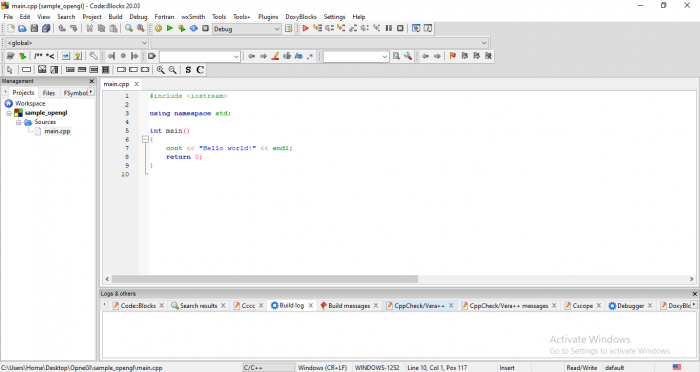 main.cpp [sample_opengl] - Code::Blocks 20.03
File Edit View Search Project Build Debug Fortran wxSmith Tools Tools+ Plugins DoxyBlocks Settings Help
Debug
<global>
/** *<
Aa .*
S C
Management
Projects Files FSymbol
main.cpp
Workspace
sample_opengl
Sources
main.cpp
1 #include <iostream>
2
3 using namespace std;
4
5 int main()
6 {
7 cout << "Hello world!" << endl;
8 return 0;
9 }
10
Logs & others
Code::Blocks Search results Cccc Build log Build messages CppCheck/Vera++ CppCheck/Vera++ messages Cscope Debugger DoxyBlo
Activate Windows
Go to Settings to activate Windows.
C:\Users\Home\Desktop\OpneGl\sample_opengl\main.cpp C/C++ Windows (CR+LF) WINDOWS-1252 Line 10, Col 1, Pos 117 Insert Read/Write default